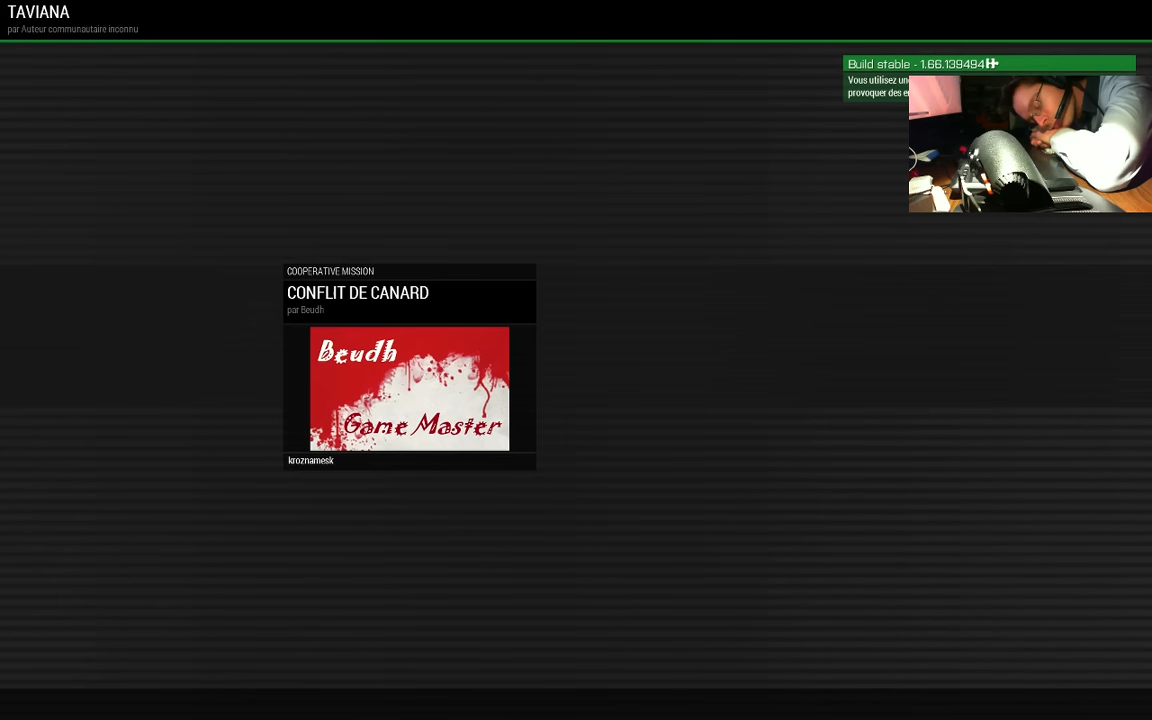 TAVIANA
par Auteur communautaire inconnu
Build stable - 1.66.139494
Vous utilisez
provoquer des
COOPERATIVE MISSION
CONFLIT DE CANARD
par Beudh
Beudh
Game Master
kroznamesk